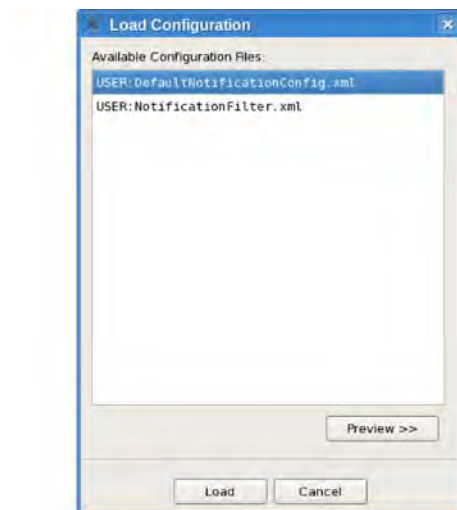 Load Configuration
Available Configuration Files:
USER:DefaultNotificationConfig.xml
USER:NotificationFilter.xml
Preview >>
Load
Cancel